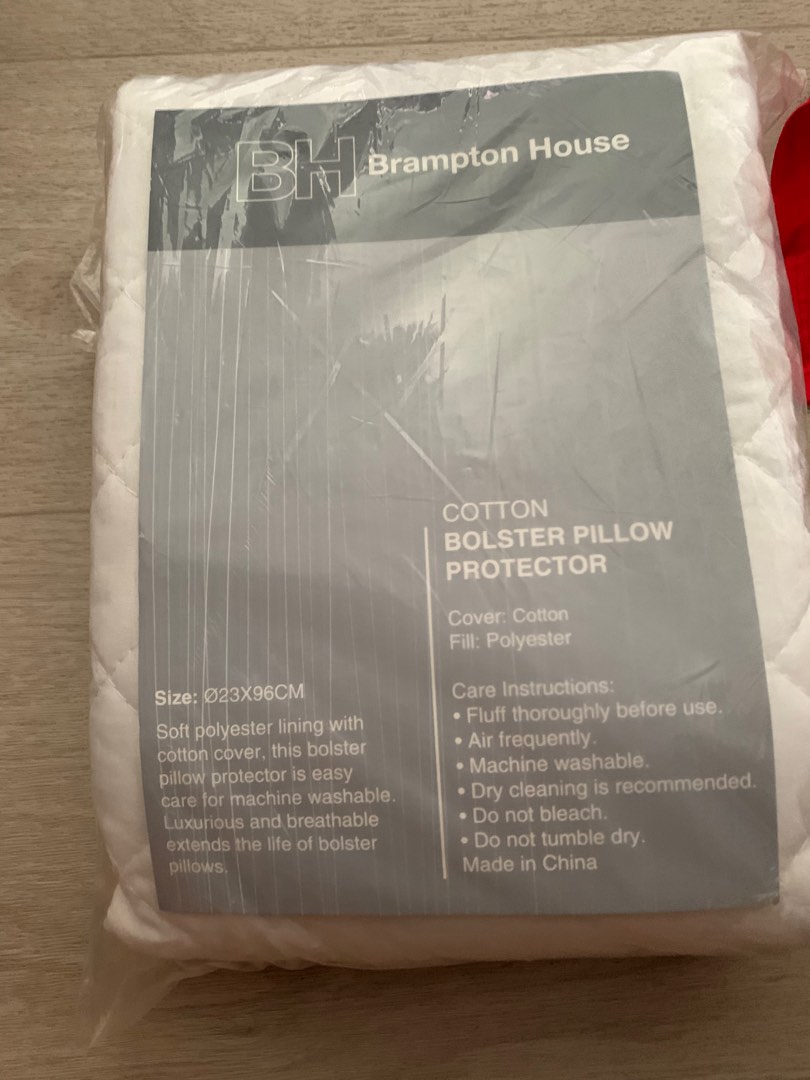 BH Brampton House
COTTON
BOLSTER PILLOW
PROTECTOR
Cover: Cotton
Fill: Polyester
Size: Ø23X96CM
Soft polyester lining with
cotton cover, this bolster
pillow protector is easy
care for machine washable.
Luxurious and breathable
extends the life of bolster
pillows.
Care Instructions:
• Fluff thoroughly before use.
• Air frequently.
• Machine washable.
• Dry cleaning is recommended.
• Do not bleach.
• Do not tumble dry.
Made in China